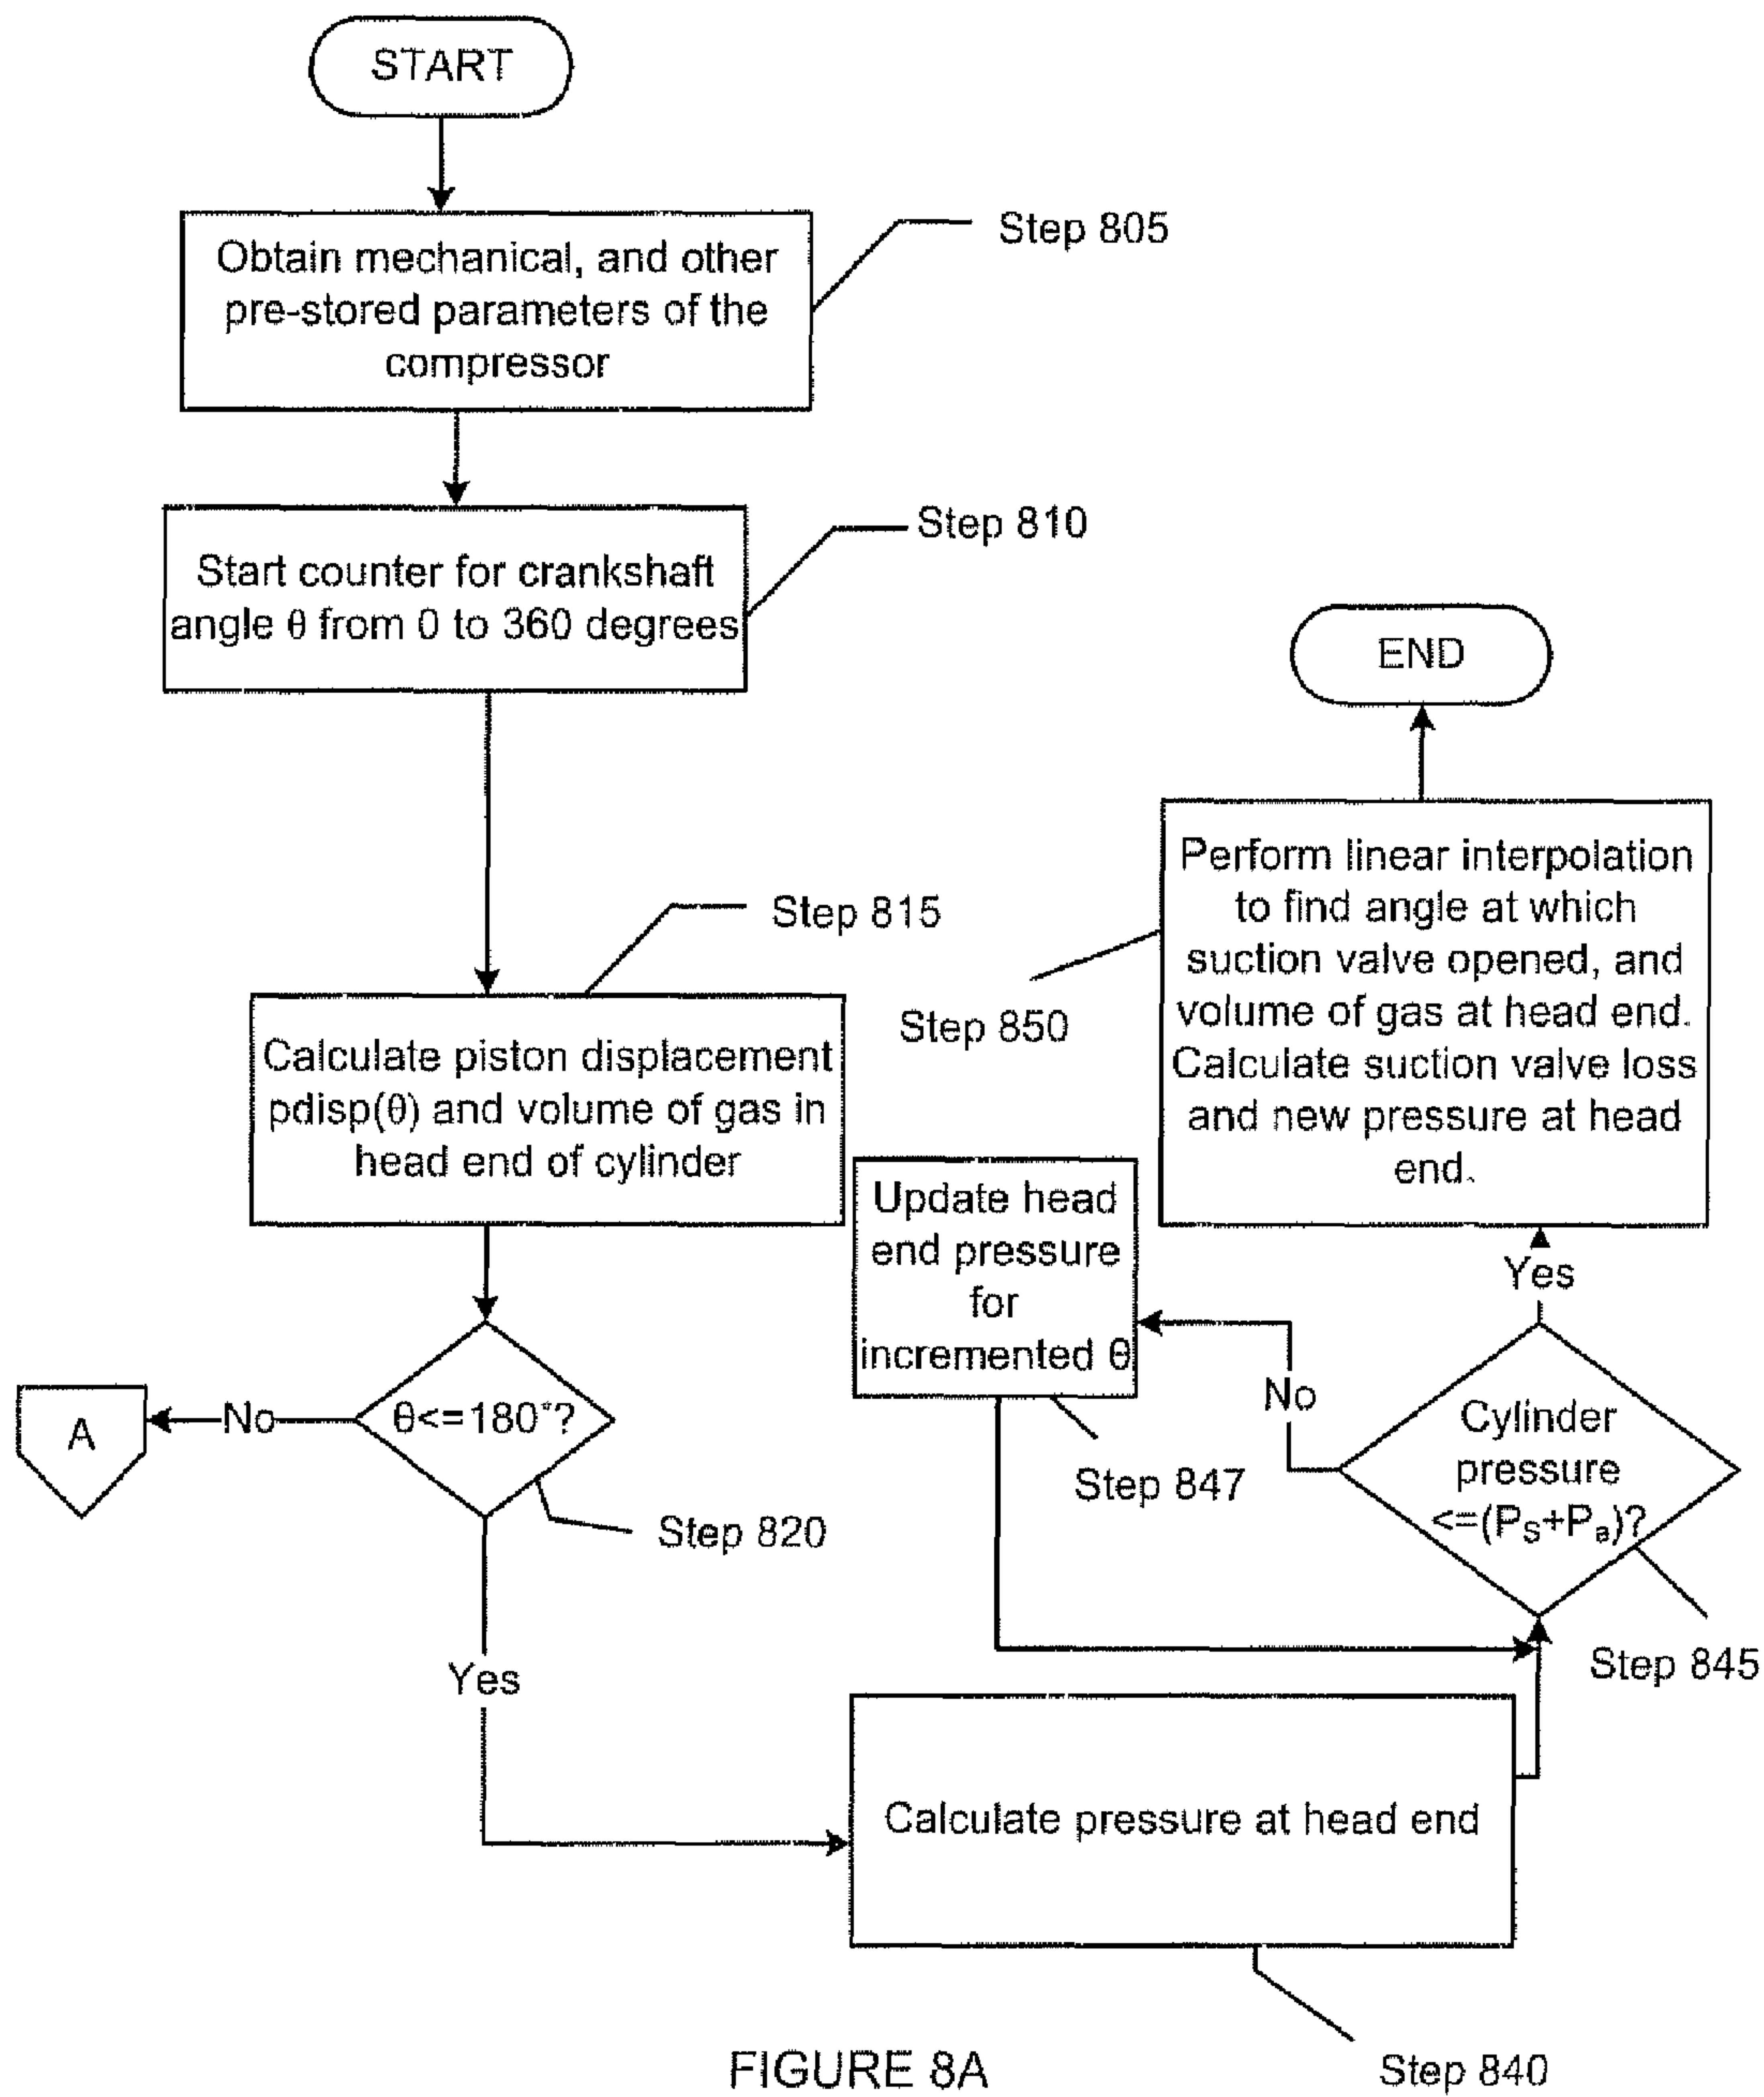 START
Obtain mechanical, and other
pre-stored parameters of the
compressor
Step 805
Start counter for crankshaft
angle θ from 0 to 360 degrees
Step 810
Calculate piston displacement
pdisp(θ) and volume of gas in
head end of cylinder
Step 815
θ<=180°?
No
A
Step 820
Yes
Calculate pressure at head end
Step 840
Cylinder
pressure
<=(PS+Pa)?
Step 845
No
Update head
end pressure
for
incremented θ
Step 847
Yes
Perform linear interpolation
to find angle at which
suction valve opened, and
volume of gas at head end.
Calculate suction valve loss
and new pressure at head
end.
Step 850
END
FIGURE 8A